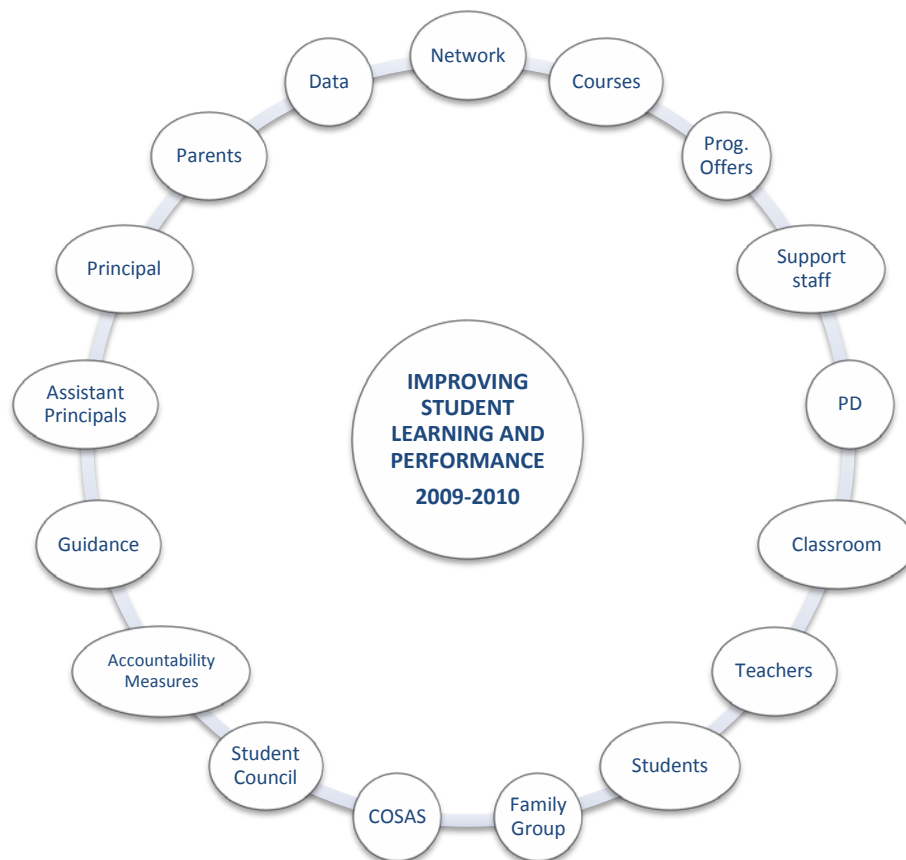 Network
Courses
Prog.
Offers
Support
staff
PD
Classroom
Teachers
Students
Family
Group
COSAS
Student
Council
Accountability
Measures
Guidance
Assistant
Principals
Principal
Parents
Data
IMPROVING
STUDENT
LEARNING AND
PERFORMANCE
2009-2010